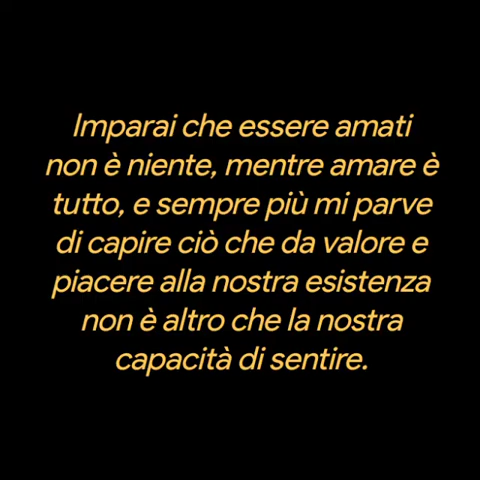 Imparai che essere amati
non è niente, mentre amare è
tutto, e sempre più mi parve
di capire ciò che da valore e
piacere alla nostra esistenza
non è altro che la nostra
capacità di sentire.